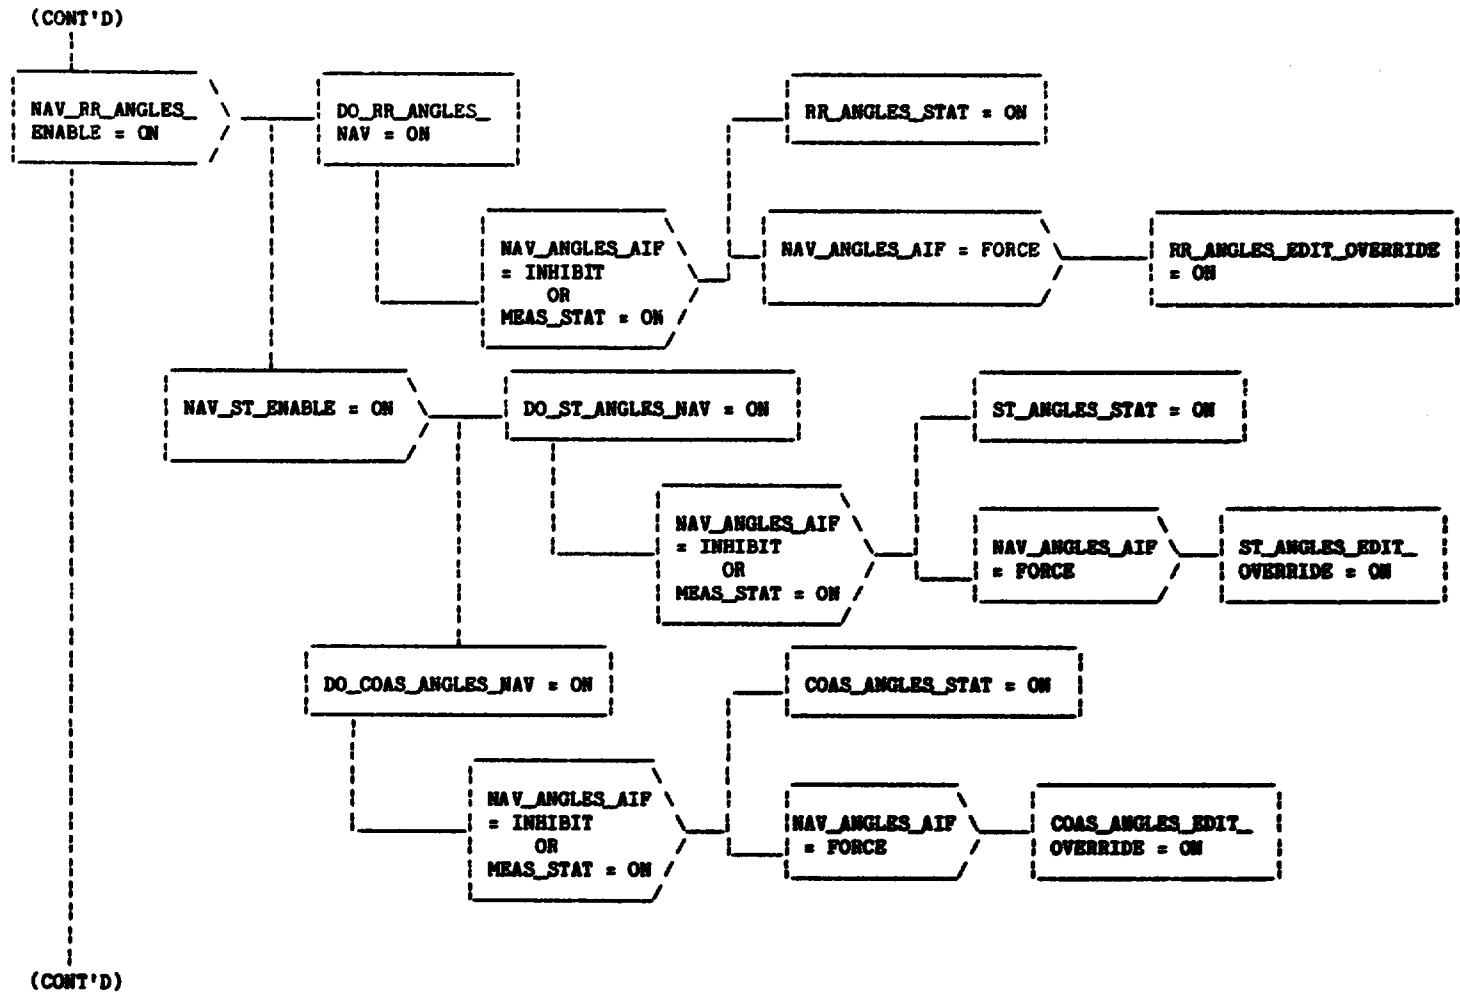 (CONT'D)
NAV_RR_ANGLES_
ENABLE = ON
DO_RR_ANGLES_
NAV = ON
RR_ANGLES_STAT = ON
NAV_ANGLES_AIF
= INHIBIT
OR
MEAS_STAT = ON
NAV_ANGLES_AIF = FORCE
RR_ANGLES_EDIT_OVERRIDE
= ON
NAV_ST_ENABLE = ON
DO_ST_ANGLES_NAV = ON
ST_ANGLES_STAT = ON
NAV_ANGLES_AIF
= INHIBIT
OR
MEAS_STAT = ON
NAV_ANGLES_AIF
= FORCE
ST_ANGLES_EDIT_
OVERRIDE = ON
DO_COAS_ANGLES_NAV = ON
COAS_ANGLES_STAT = ON
NAV_ANGLES_AIF
= INHIBIT
OR
MEAS_STAT = ON
NAV_ANGLES_AIF
= FORCE
COAS_ANGLES_EDIT_
OVERRIDE = ON
(CONT'D)